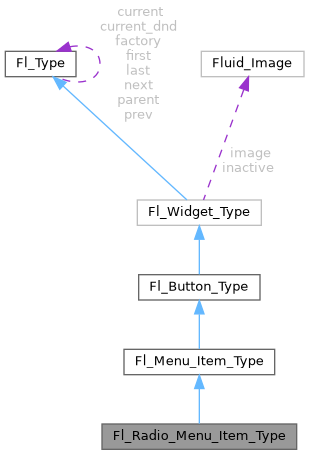 current
current_dnd
factory
first
last
next
parent
prev
Fl_Type
Fluid_Image
image
inactive
Fl_Widget_Type
Fl_Button_Type
Fl_Menu_Item_Type
Fl_Radio_Menu_Item_Type